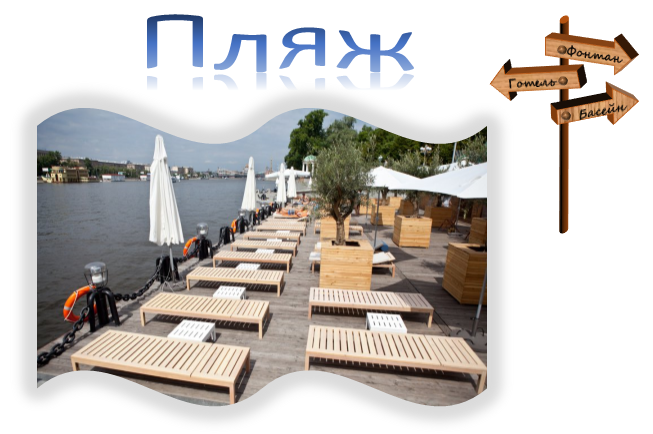 Пляж
Фонтан
Готель
Басейн